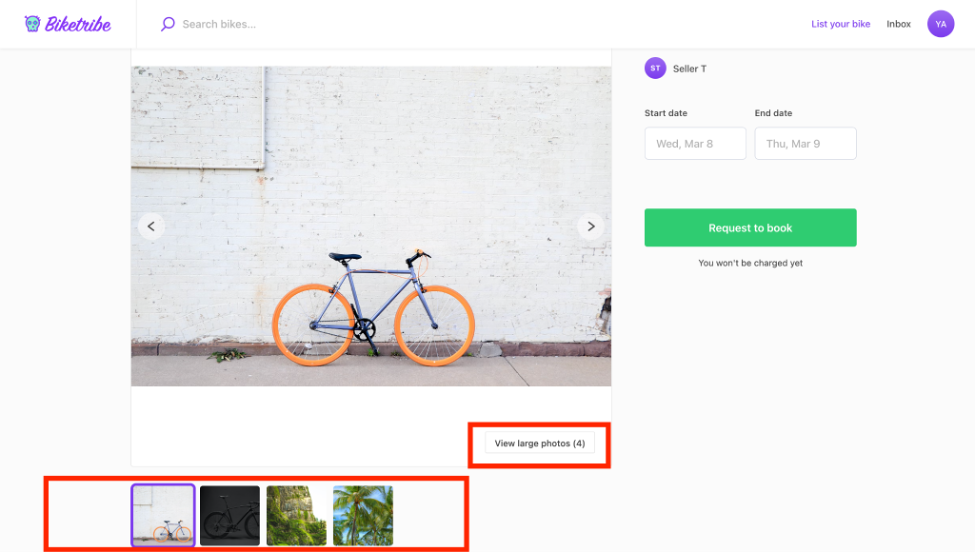 Biketribe
Search bikes...
List your bike
Inbox
YA
ST
Seller T
Start date
End date
Wed, Mar 8
Thu, Mar 9
Request to book
You won't be charged yet
View large photos (4)